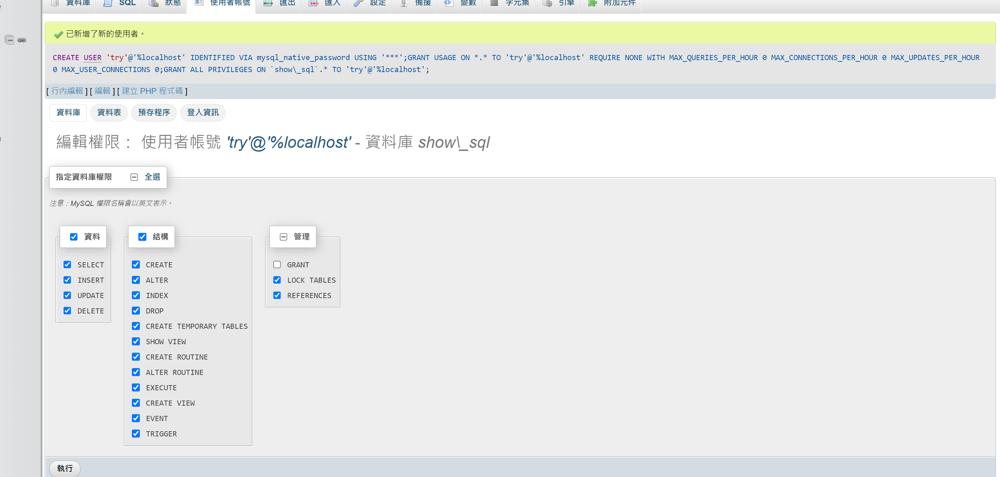 資料庫 SQL 狀態 使用者帳號 匯出 匯入 設定 備援 變數 字元集 引擎 附加元件
已新增了新的使用者。
CREATE USER 'try'@'%localhost' IDENTIFIED VIA mysql_native_password USING '***';GRANT USAGE ON *.* TO 'try'@'%localhost' REQUIRE NONE WITH MAX_QUERIES_PER_HOUR 0 MAX_CONNECTIONS_PER_HOUR 0 MAX_UPDATES_PER_HOUR
0 MAX_USER_CONNECTIONS 0;GRANT ALL PRIVILEGES ON `show\_sql`.* TO 'try'@'%localhost';
[ 行內編輯 ] [ 編輯 ] [ 建立 PHP 程式碼 ]
資料庫 資料表 預存程序 登入資訊
編輯權限： 使用者帳號 'try'@'%localhost' - 資料庫 show\_sql
指定資料庫權限 全選
注意：MySQL 權限名稱會以英文表示。
資料
SELECT
INSERT
UPDATE
DELETE
結構
CREATE
ALTER
INDEX
DROP
CREATE TEMPORARY TABLES
SHOW VIEW
CREATE ROUTINE
ALTER ROUTINE
EXECUTE
CREATE VIEW
EVENT
TRIGGER
管理
GRANT
LOCK TABLES
REFERENCES
執行